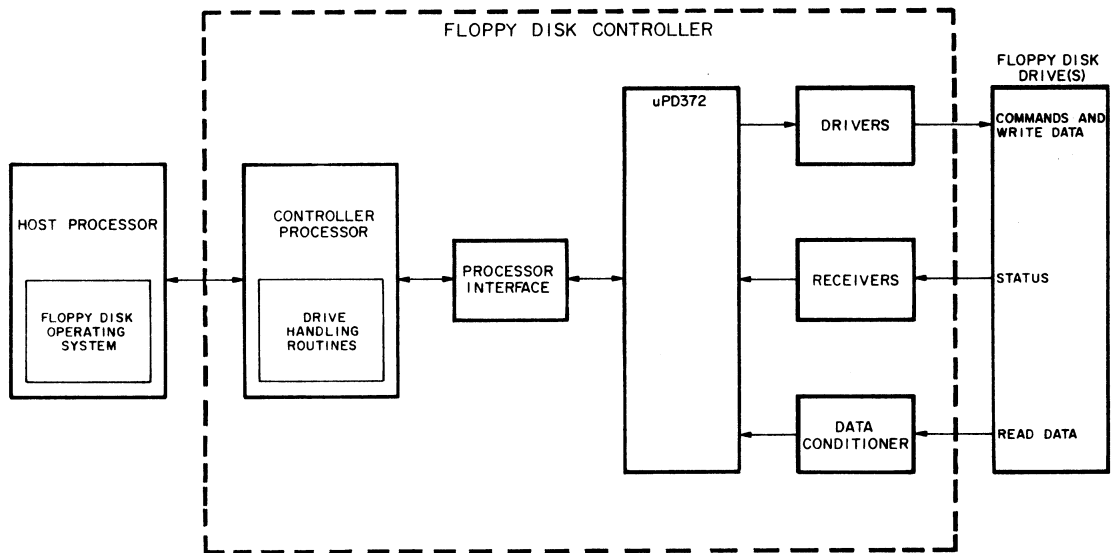 FLOPPY DISK CONTROLLER
FLOPPY DISK
DRIVE(S)
uPD372
DRIVERS
COMMANDS AND
WRITE DATA
HOST PROCESSOR
FLOPPY DISK
OPERATING
SYSTEM
CONTROLLER
PROCESSOR
DRIVE
HANDLING
ROUTINES
PROCESSOR
INTERFACE
RECEIVERS
STATUS
DATA
CONDITIONER
READ DATA